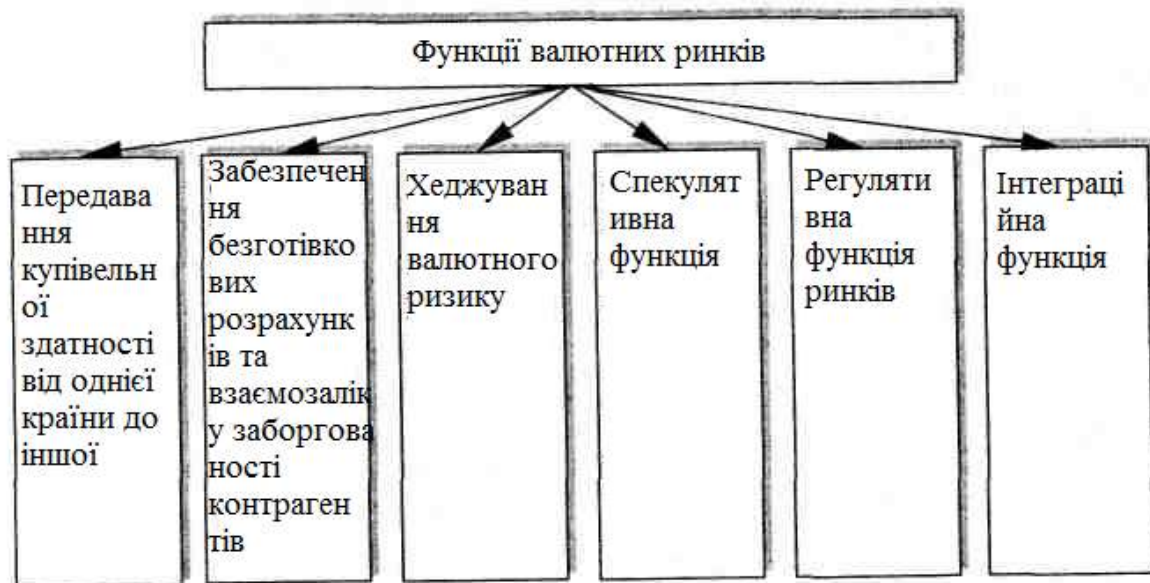 Функції валютних ринків
Передава
ння
купівельн
ої
здатності
від однієї
країни до
іншої
Забезпечен
ня
безготівко
вих
розрахунк
ів та
взаємозалік
у заборгова
ності
контраген
тів
Хеджуван
ня
валютного
ризику
Спекулят
ивна
функція
Регуляти
вна
функція
ринків
Інтеграці
йна
функція